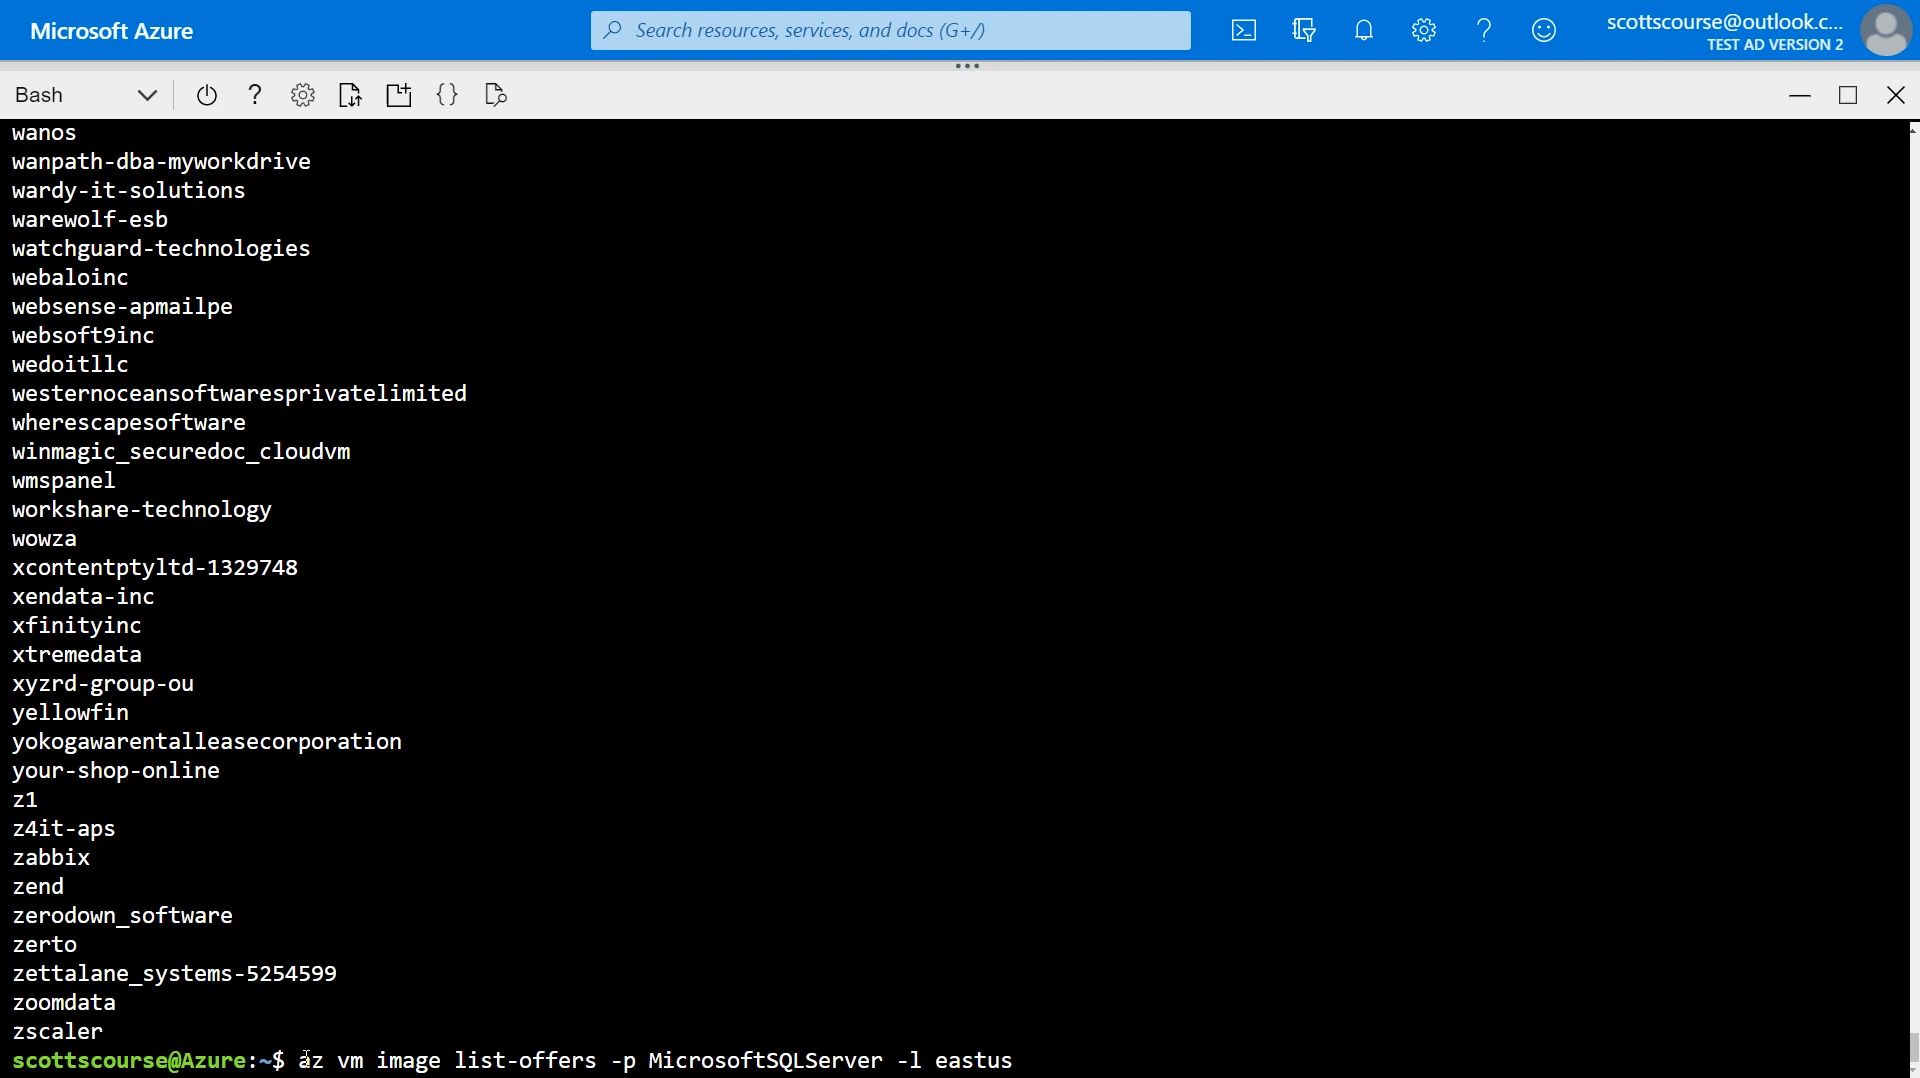 Microsoft Azure
Search resources, services, and docs (G+/)
scottscourse@outlook.c...
TEST AD VERSION 2
Bash
wanos
wanpath-dba-myworkdrive
wardy-it-solutions
warewolf-esb
watchguard-technologies
webaloinc
websense-apmailpe
websoft9inc
wedoitllc
westernoceansoftwaresprivatelimited
wherescapesoftware
winmagic_securedoc_cloudvm
wmspanel
workshare-technology
wowza
xcontentptyltd-1329748
xendata-inc
xfinityinc
xtremedata
xyzrd-group-ou
yellowfin
yokogawarentalleasecorporation
your-shop-online
z1
z4it-aps
zabbix
zend
zerodown_software
zerto
zettalane_systems-5254599
zoomdata
zscaler
scottscourse@Azure:~$ az vm image list-offers -p MicrosoftSQLServer -l eastus